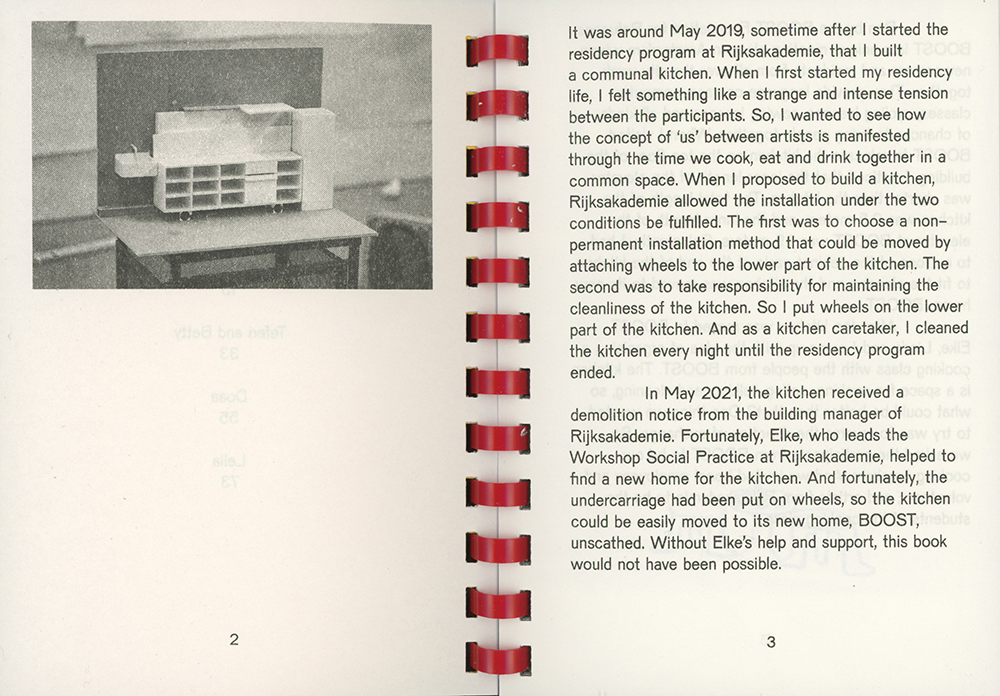 It was around May 2019, sometime after I started the
residency program at Rijksakademie, that I built
a communal kitchen. When I first started my residency
life, I felt something like a strange and intense tension
between the participants. So, I wanted to see how
the concept of ‘us’ between artists is manifested
through the time we cook, eat and drink together in a
common space. When I proposed to build a kitchen,
Rijksakademie allowed the installation under the two
conditions be fulfilled. The first was to choose a non–
permanent installation method that could be moved by
attaching wheels to the lower part of the kitchen. The
second was to take responsibility for maintaining the
cleanliness of the kitchen. So I put wheels on the lower
part of the kitchen. And as a kitchen caretaker, I cleaned
the kitchen every night until the residency program
ended.
In May 2021, the kitchen received a
demolition notice from the building manager of
Rijksakademie. Fortunately, Elke, who leads the
Workshop Social Practice at Rijksakademie, helped to
find a new home for the kitchen. And fortunately, the
undercarriage had been put on wheels, so the kitchen
could be easily moved to its new home, BOOST,
unscathed. Without Elke’s help and support, this book
would not have been possible.
Tefen and Betty
33
Doaa
55
Leila
73
2
3